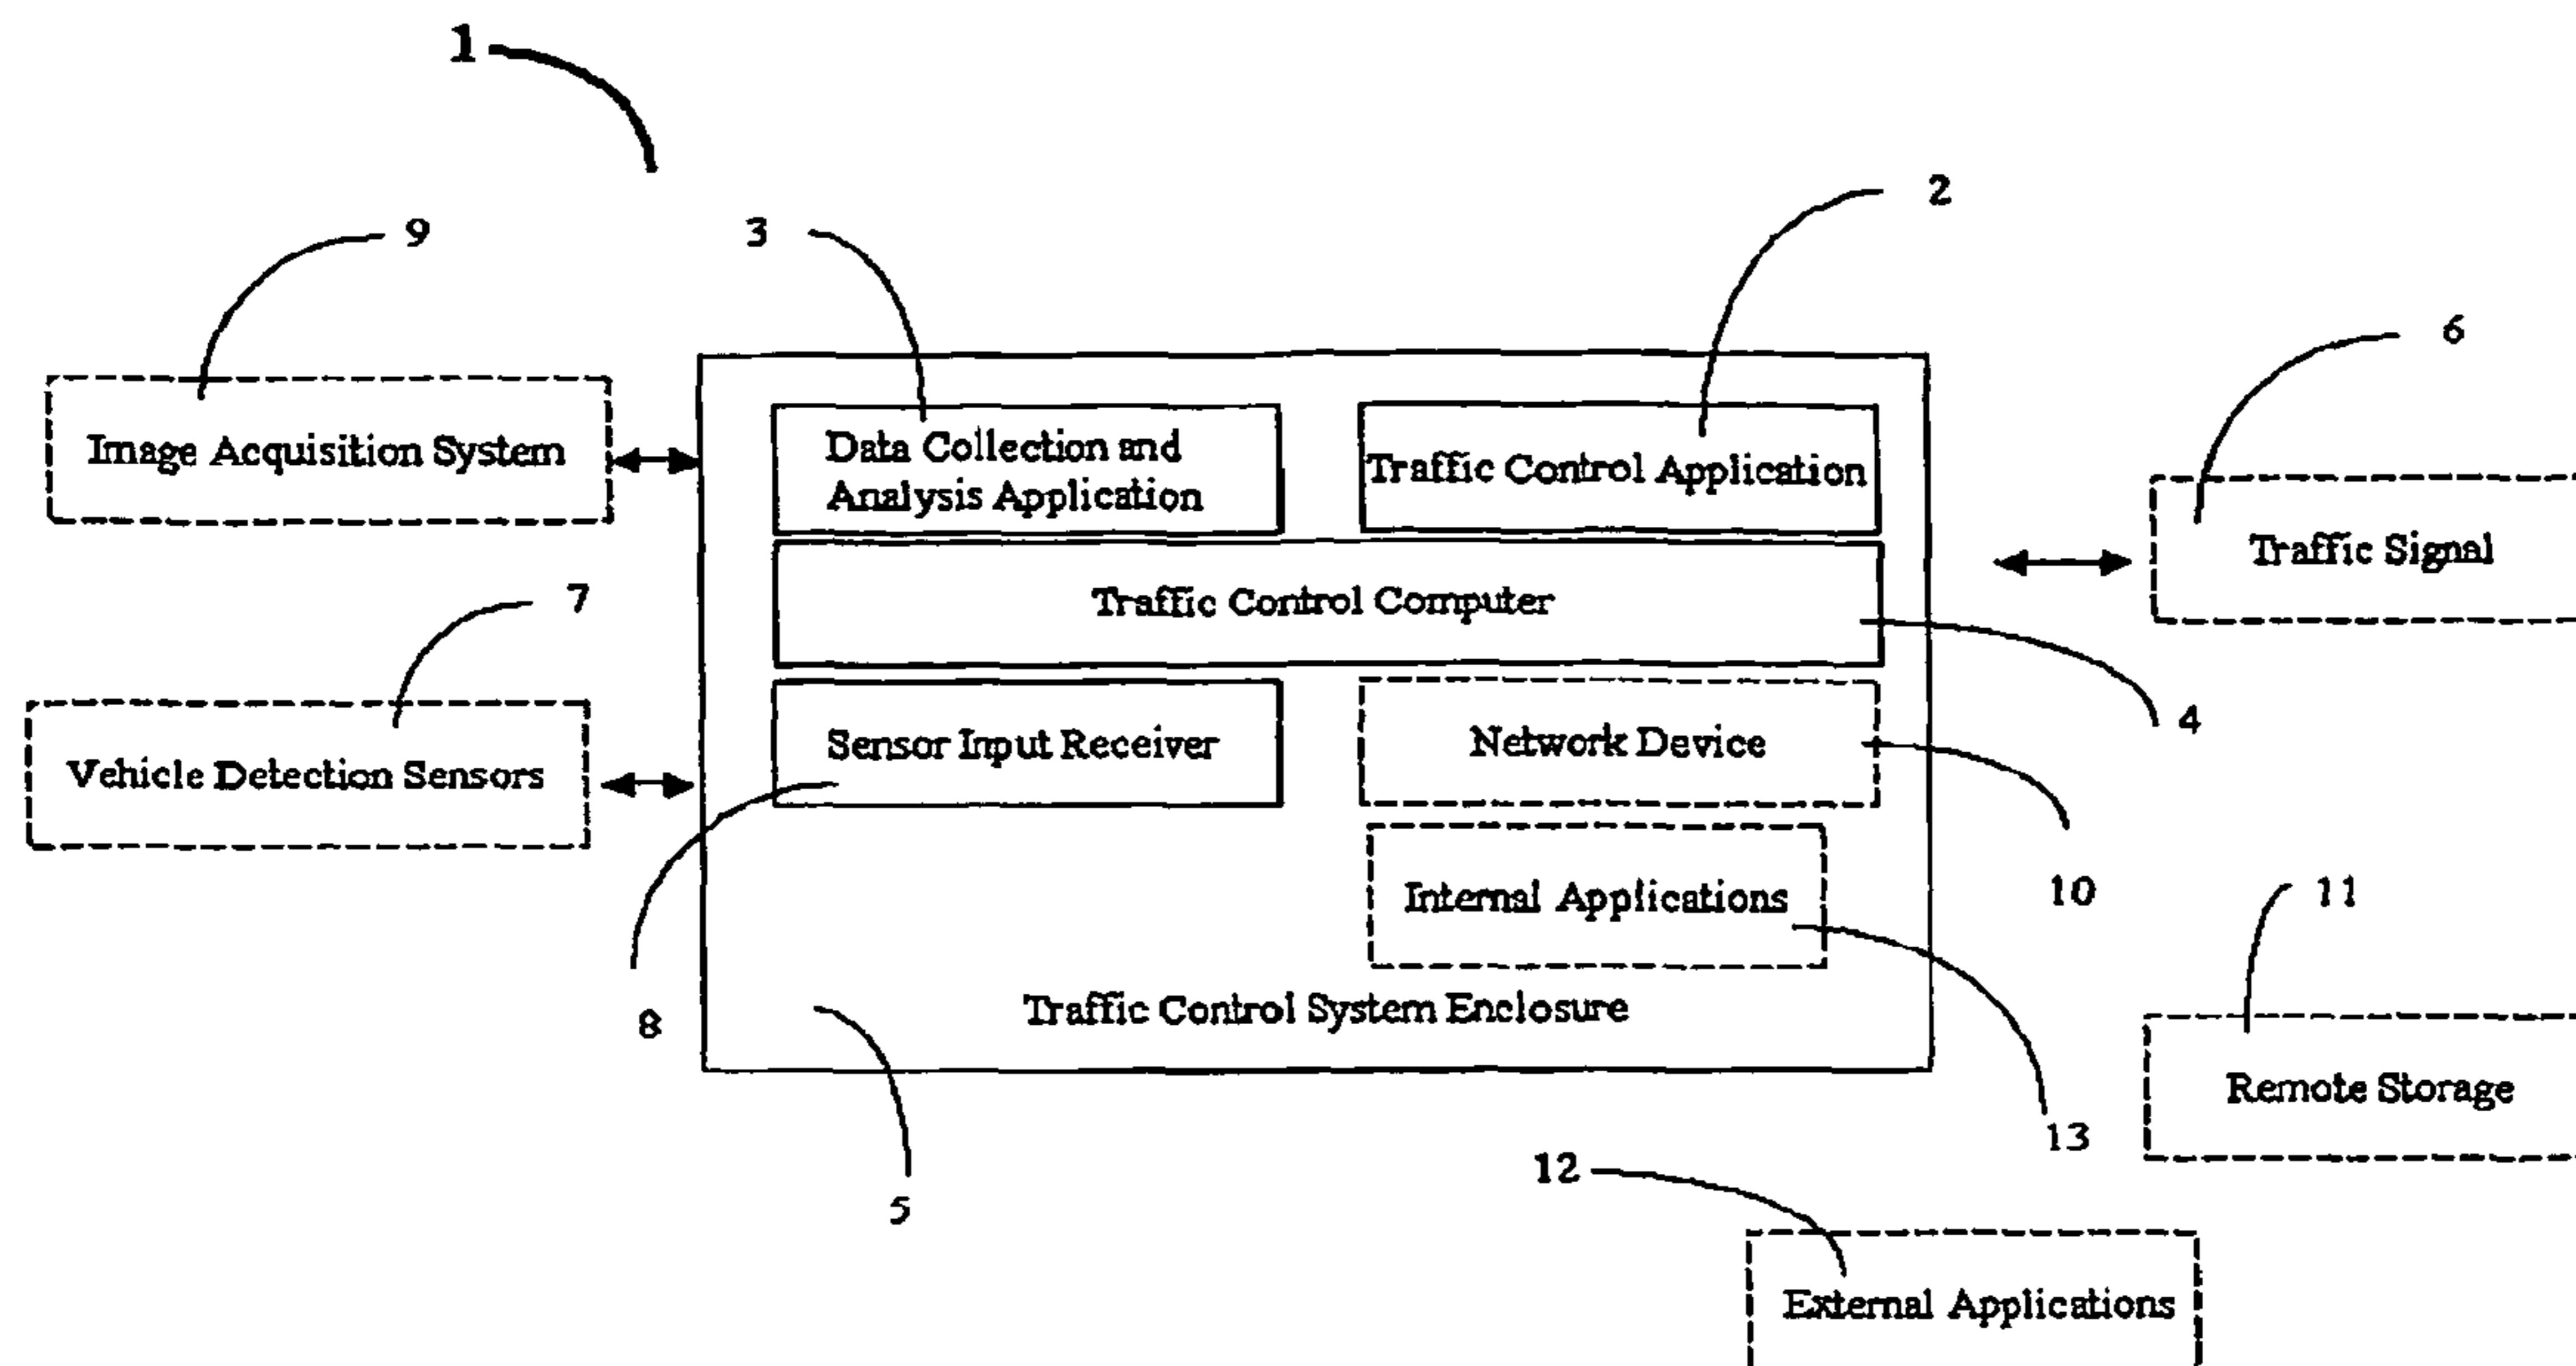 1
2
9
3
6
Image Acquisition System
Data Collection and
Analysis Application
Traffic Control Application
Traffic Signal
7
Traffic Control Computer
4
Vehicle Detection Sensors
Sensor Input Receiver
Network Device
10
11
Internal Applications
8
Traffic Control System Enclosure
Remote Storage
13
12
5
External Applications